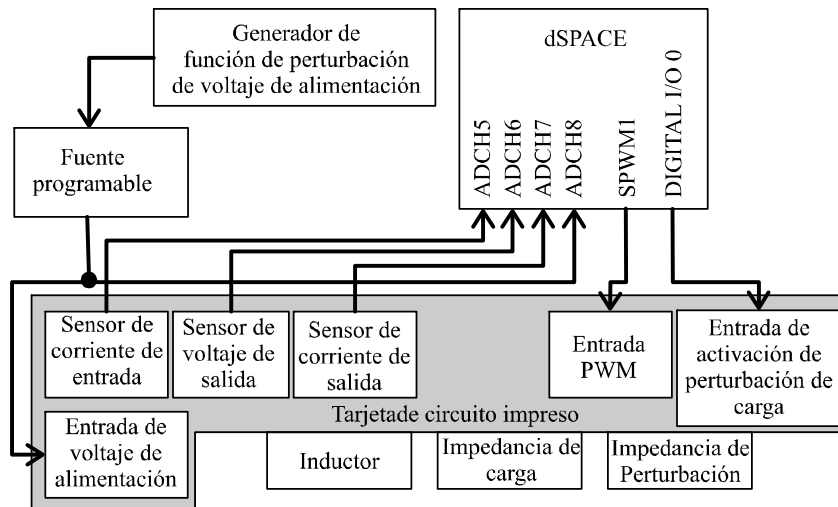 Generador de
función de perturbación
de voltaje de alimentación
dSPACE
ADCH5
ADCH6
ADCH7
ADCH8
SPWM1
DIGITAL I/O 0
Fuente
programable
Sensor de
corriente de
entrada
Sensor de
voltaje de
salida
Sensor de
corriente de
salida
Entrada
PWM
Entrada de
activación de
perturbación de
carga
Tarjetade circuito impreso
Entrada de
voltaje de
alimentación
Inductor
Impedancia de
carga
Impedancia de
Perturbación